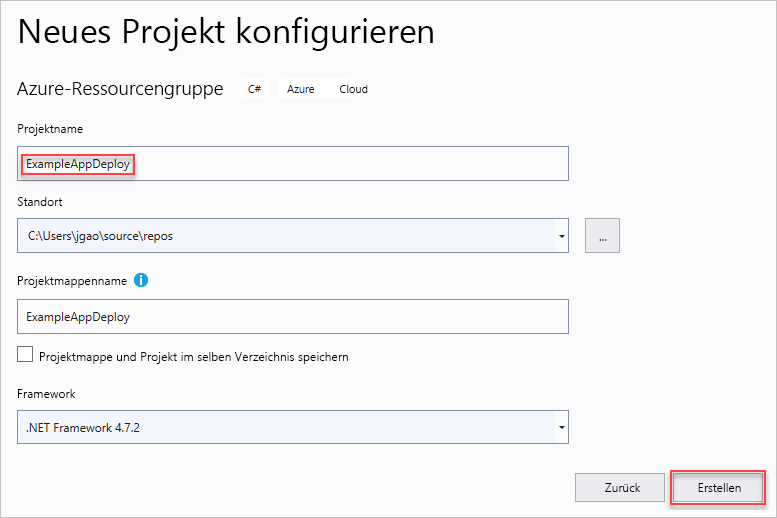 Neues Projekt konfigurieren
Azure-Ressourcengruppe C# Azure Cloud
Projektname
ExampleAppDeploy
Standort
C:\Users\jgao\source\repos ...
Projektmappenname i
ExampleAppDeploy
Projektmappe und Projekt im selben Verzeichnis speichern
Framework
.NET Framework 4.7.2
Zurück Erstellen